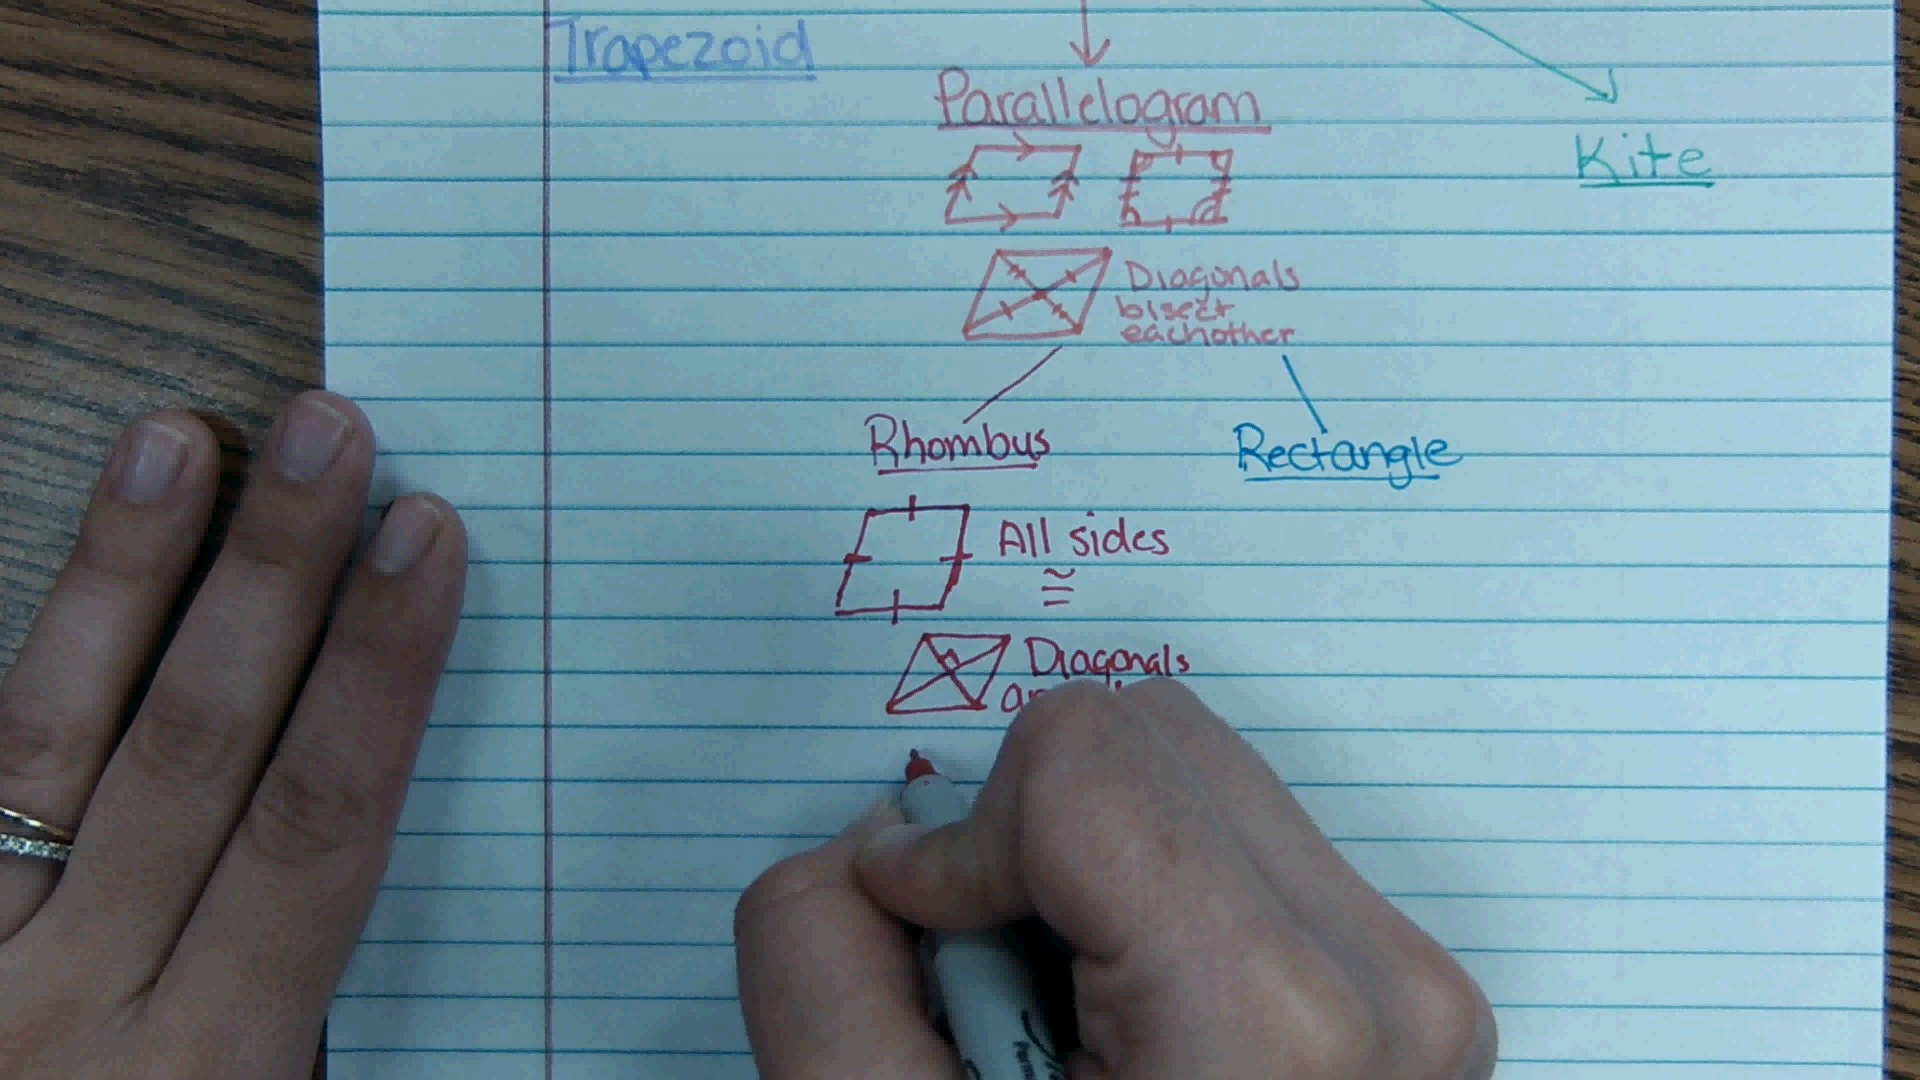 Trapezoid
Parallelogram
Kite
Diagonals
bisect
eachother
Rhombus
Rectangle
All sides
≅
Diagonals